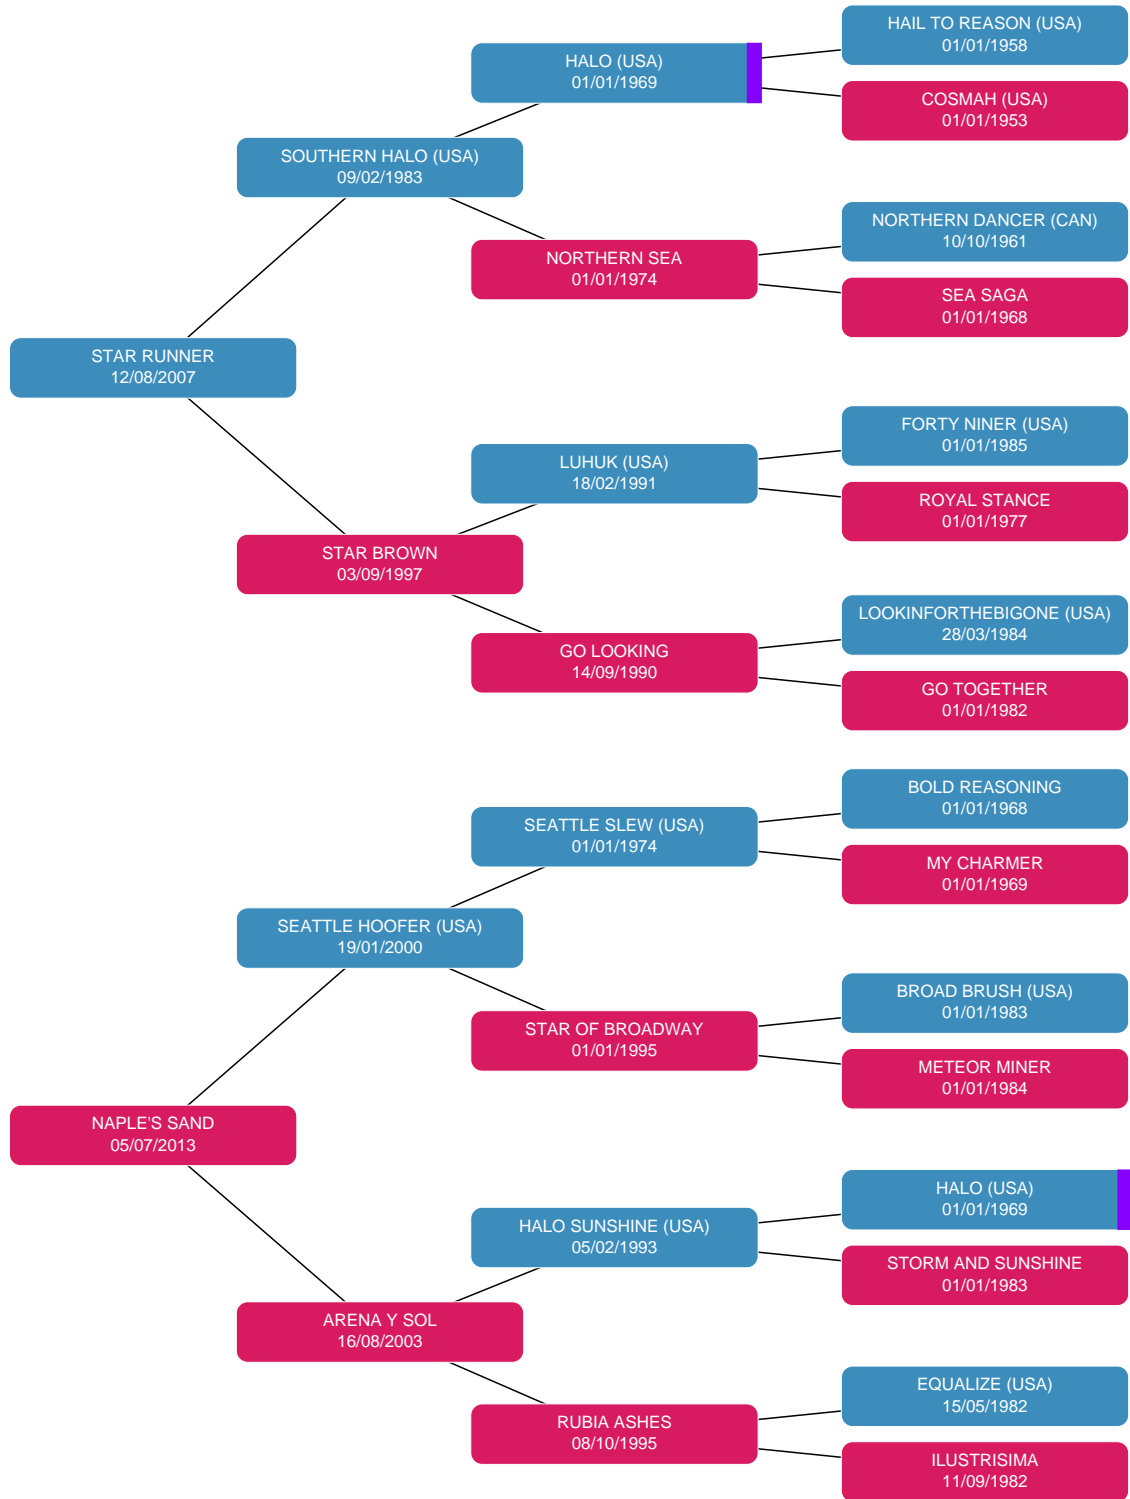 HAIL TO REASON (USA)
01/01/1958
HALO (USA)
01/01/1969
COSMAH (USA)
01/01/1953
SOUTHERN HALO (USA)
09/02/1983
NORTHERN DANCER (CAN)
10/10/1961
NORTHERN SEA
01/01/1974
SEA SAGA
01/01/1968
STAR RUNNER
12/08/2007
FORTY NINER (USA)
01/01/1985
LUHUK (USA)
18/02/1991
ROYAL STANCE
01/01/1977
STAR BROWN
03/09/1997
LOOKINFORTHEBIGONE (USA)
28/03/1984
GO LOOKING
14/09/1990
GO TOGETHER
01/01/1982
BOLD REASONING
01/01/1968
SEATTLE SLEW (USA)
01/01/1974
MY CHARMER
01/01/1969
SEATTLE HOOFER (USA)
19/01/2000
BROAD BRUSH (USA)
01/01/1983
STAR OF BROADWAY
01/01/1995
METEOR MINER
01/01/1984
NAPLE'S SAND
05/07/2013
HALO (USA)
01/01/1969
HALO SUNSHINE (USA)
05/02/1993
STORM AND SUNSHINE
01/01/1983
ARENA Y SOL
16/08/2003
EQUALIZE (USA)
15/05/1982
RUBIA ASHES
08/10/1995
ILUSTRISIMA
11/09/1982